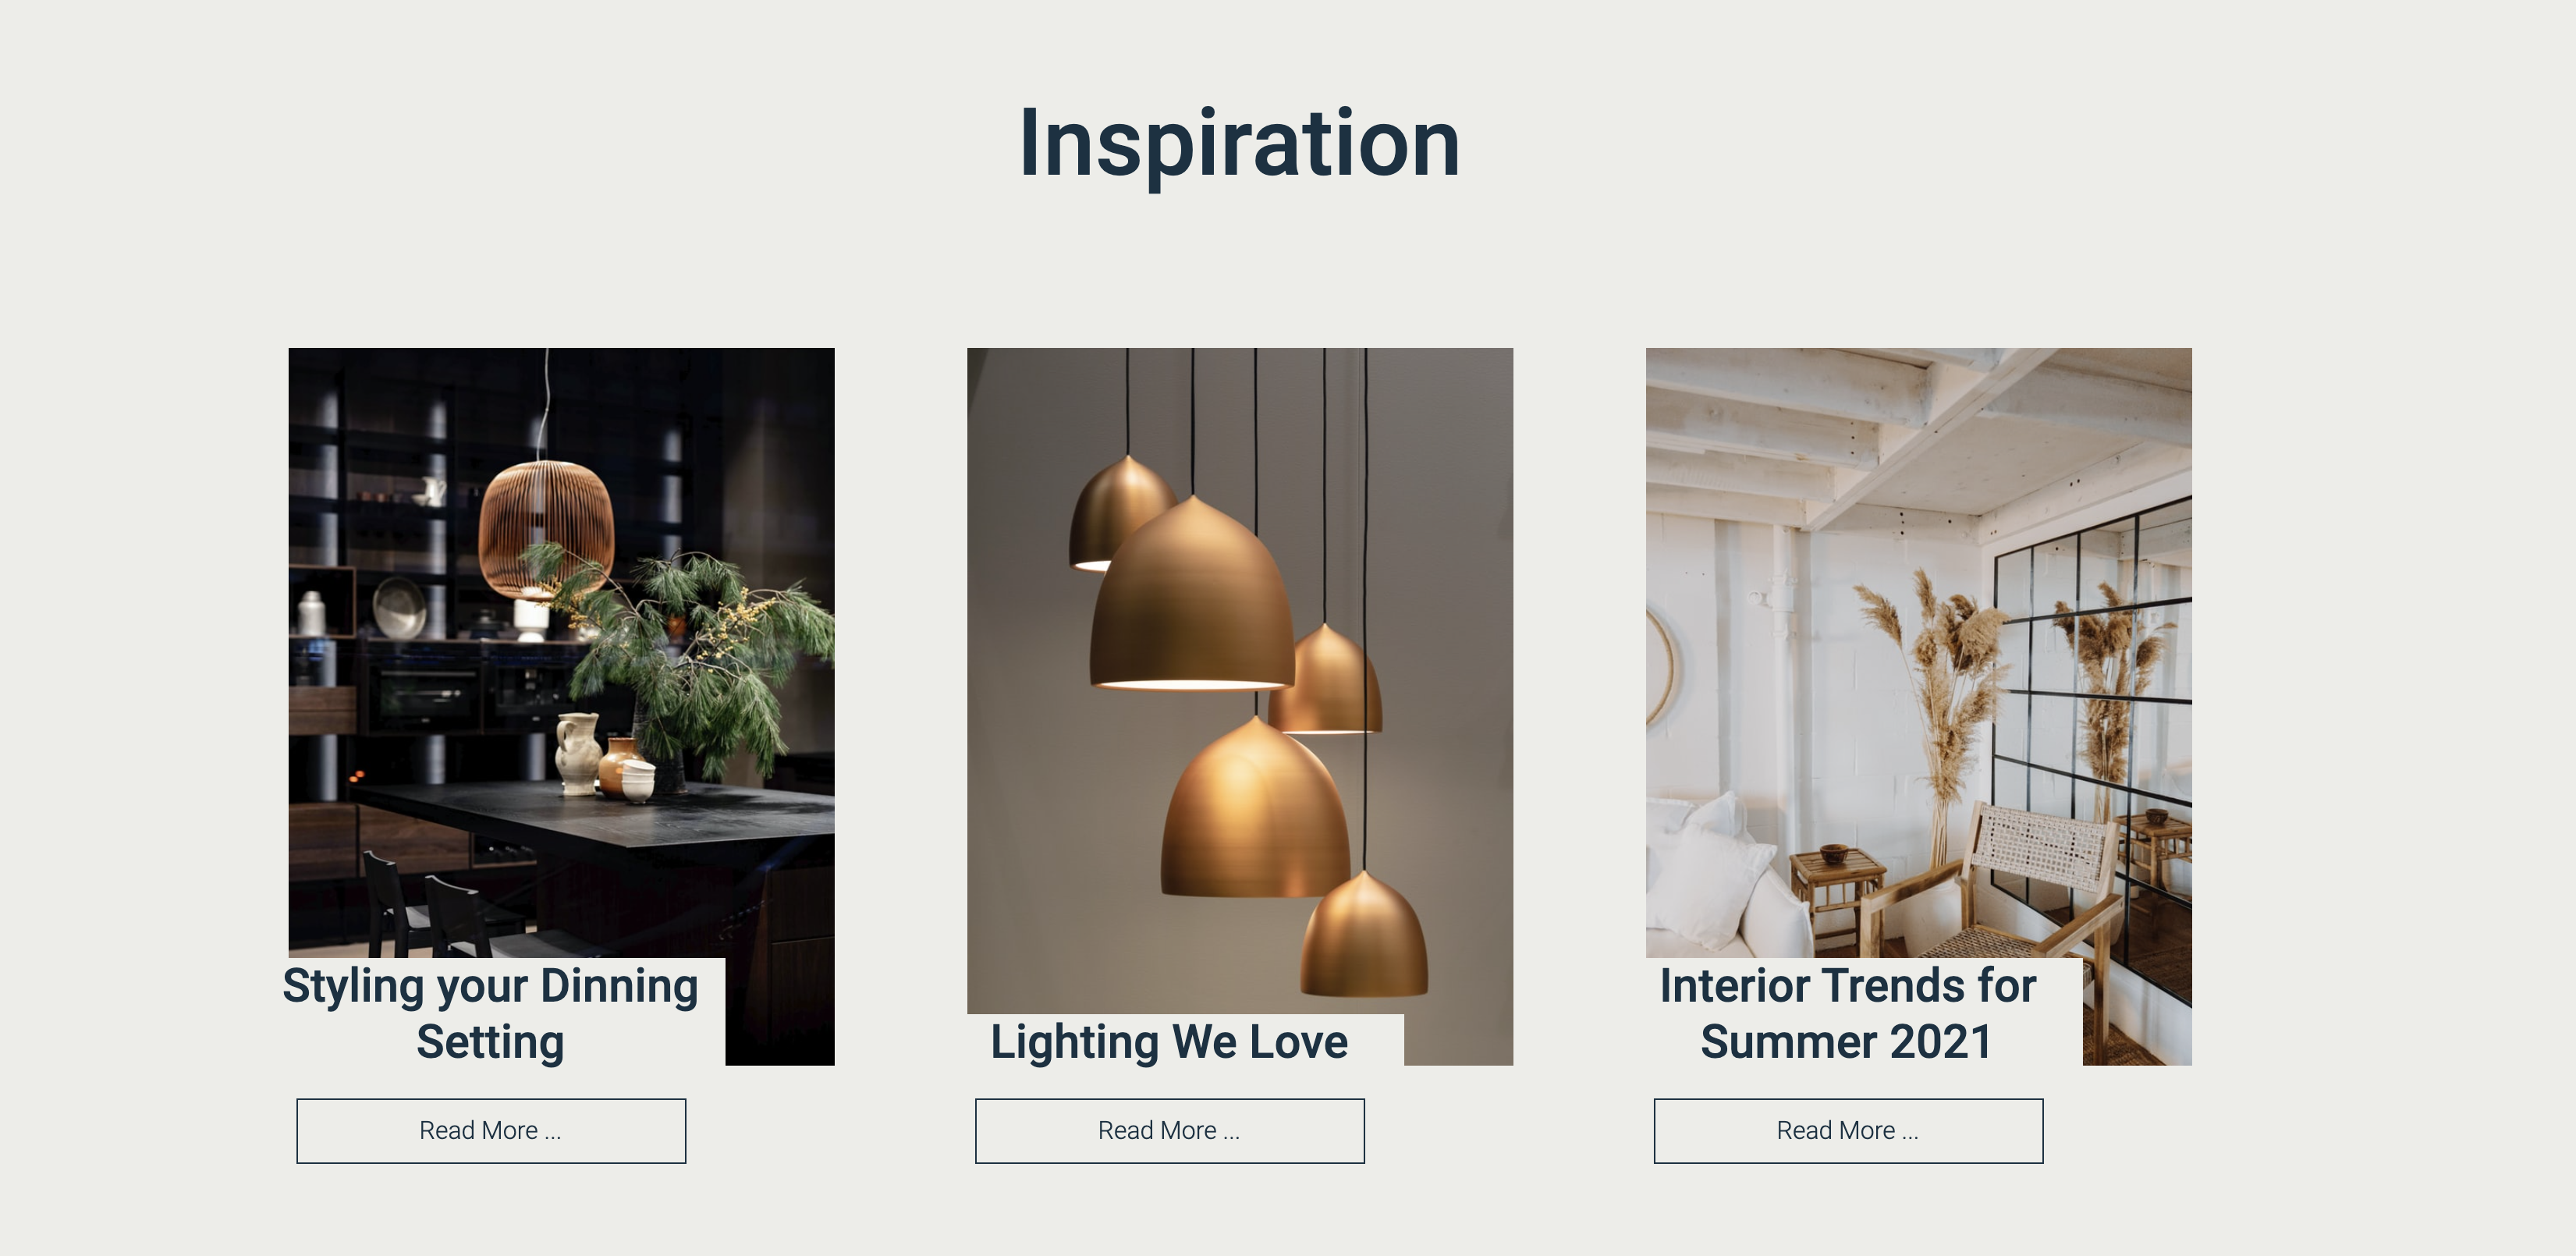 Inspiration
Styling your Dinning
Setting
Lighting We Love
Interior Trends for
Summer 2021
Read More ...
Read More ...
Read More ...